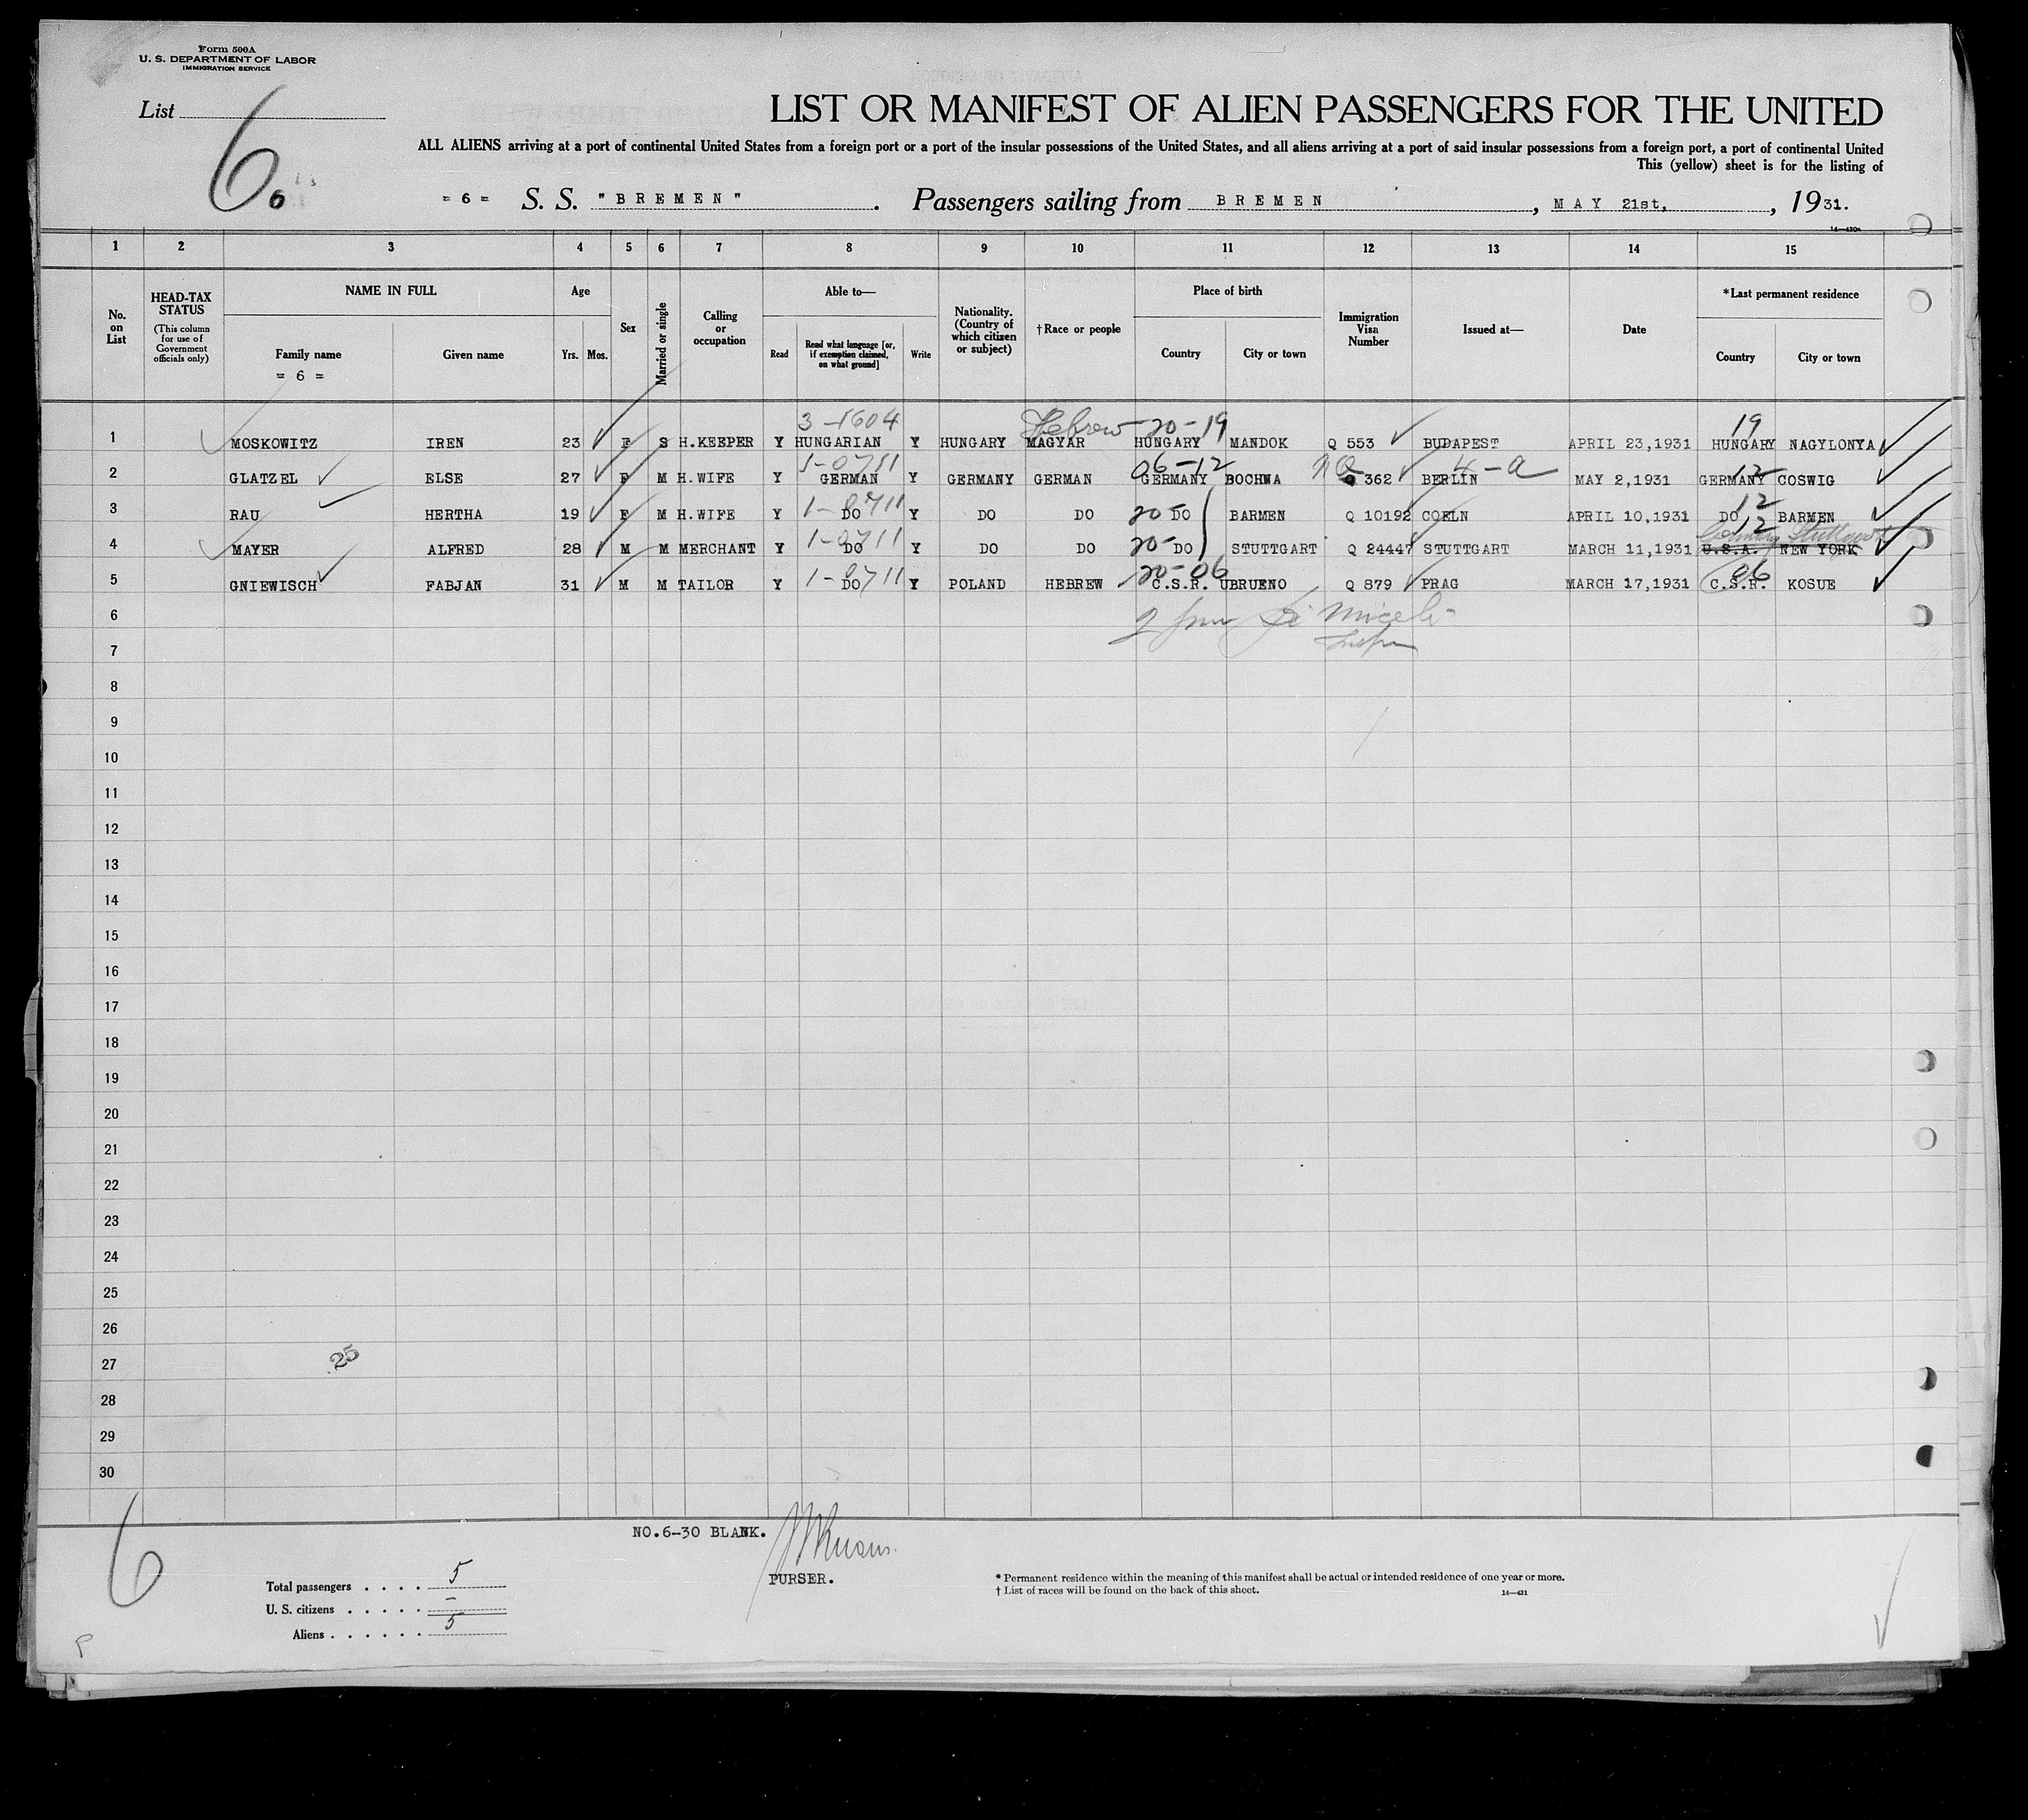 Form 500A
U. S. DEPARTMENT OF LABOR
IMMIGRATION SERVICE
List
6
LIST OR MANIFEST OF ALIEN PASSENGERS FOR THE UNITED
ALL ALIENS arriving at a port of continental United States from a foreign port or a port of the insular possessions of the United States, and all aliens arriving at a port of said insular possessions from a foreign port, a port of continental United
This (yellow) sheet is for the listing of
= 6 = S. S. "BREMEN". Passengers sailing from BREMEN, MAY 21st, , 1931.
14—430a
1 2 3 4 5 6 7 8 9 10 11 12 13 14 15
No. on List
HEAD-TAX STATUS (This column for use of Government officials only)
NAME IN FULL
Family name
= 6 =
Given name
Age
Yrs. Mos.
Sex
Married or single
Calling or occupation
Able to—
Read
Read what language [or, if exemption claimed, on what ground]
Write
Nationality. (Country of which citizen or subject)
†Race or people
Place of birth
Country
City or town
Immigration Visa Number
Issued at—
Date
*Last permanent residence
Country
City or town
3-1604 Hebrew 20-19 19
1 MOSKOWITZ IREN 23 F S H.KEEPER Y HUNGARIAN Y HUNGARY MAGYAR HUNGARY MANDOK Q 553 BUDAPEST APRIL 23,1931 HUNGARY NAGYLONYA
06-12 NQ 4-a 12
2 GLATZEL ELSE 27 F M H.WIFE Y GERMAN Y GERMANY GERMAN GERMANY BOCHWA 362 BERLIN MAY 2,1931 GERMANY COSWIG
1-0711 20- 12
3 RAU HERTHA 19 F M H.WIFE Y DO Y DO DO DO BARMEN Q 10192 COELN APRIL 10,1931 DO BARMEN
1-0711 20- 12 Germany Stuttgart
4 MAYER ALFRED 28 M M MERCHANT Y DO Y DO DO DO STUTTGART Q 24447 STUTTGART MARCH 11,1931 U.S.A. NEW YORK
1-0711 20-06 06
5 GNIEWISCH FABJAN 31 M M TAILOR Y DO Y POLAND HEBREW C.S.R. UBRUENO Q 879 PRAG MARCH 17,1931 C.S.R. KOSUE
6
7
8
9
10
11
12
13
14
15
16
17
18
19
20
21
22
23
24
25
26
27 25
28
29
30
6
NO.6-30 BLANK.
PURSER.
Total passengers . . . . 5
U. S. citizens . . . . . –
Aliens . . . . . . 5
* Permanent residence within the meaning of this manifest shall be actual or intended residence of one year or more.
† List of races will be found on the back of this sheet.
14—431